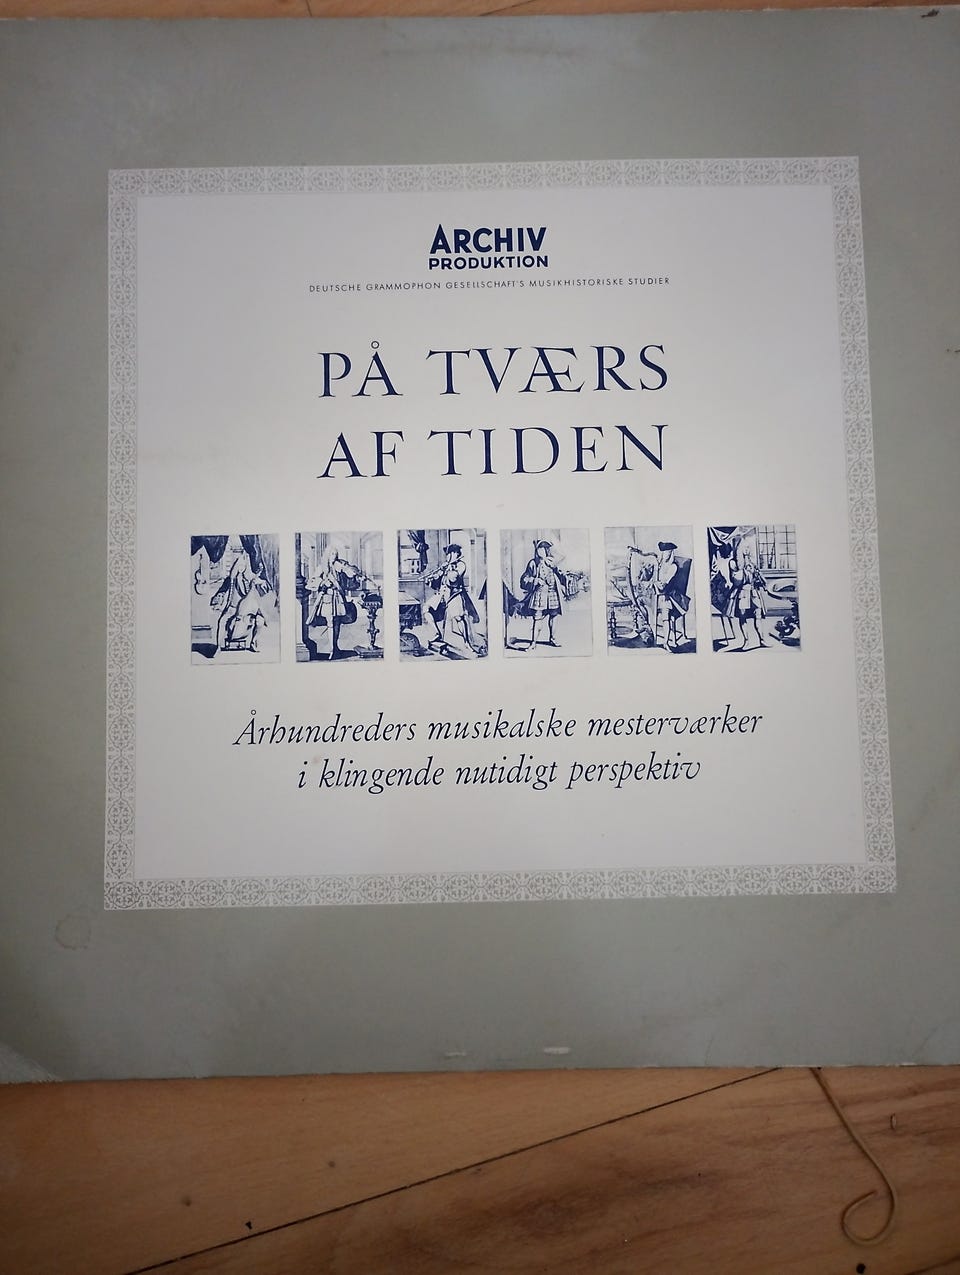 ARCHIV
PRODUKTION
DEUTSCHE GRAMMOPHON GESELLSCHAFT'S MUSIKHISTORISKE STUDIER
PÅ TVÆRS
AF TIDEN
Århundreders musikalske mesterværker
i klingende nutidigt perspektiv